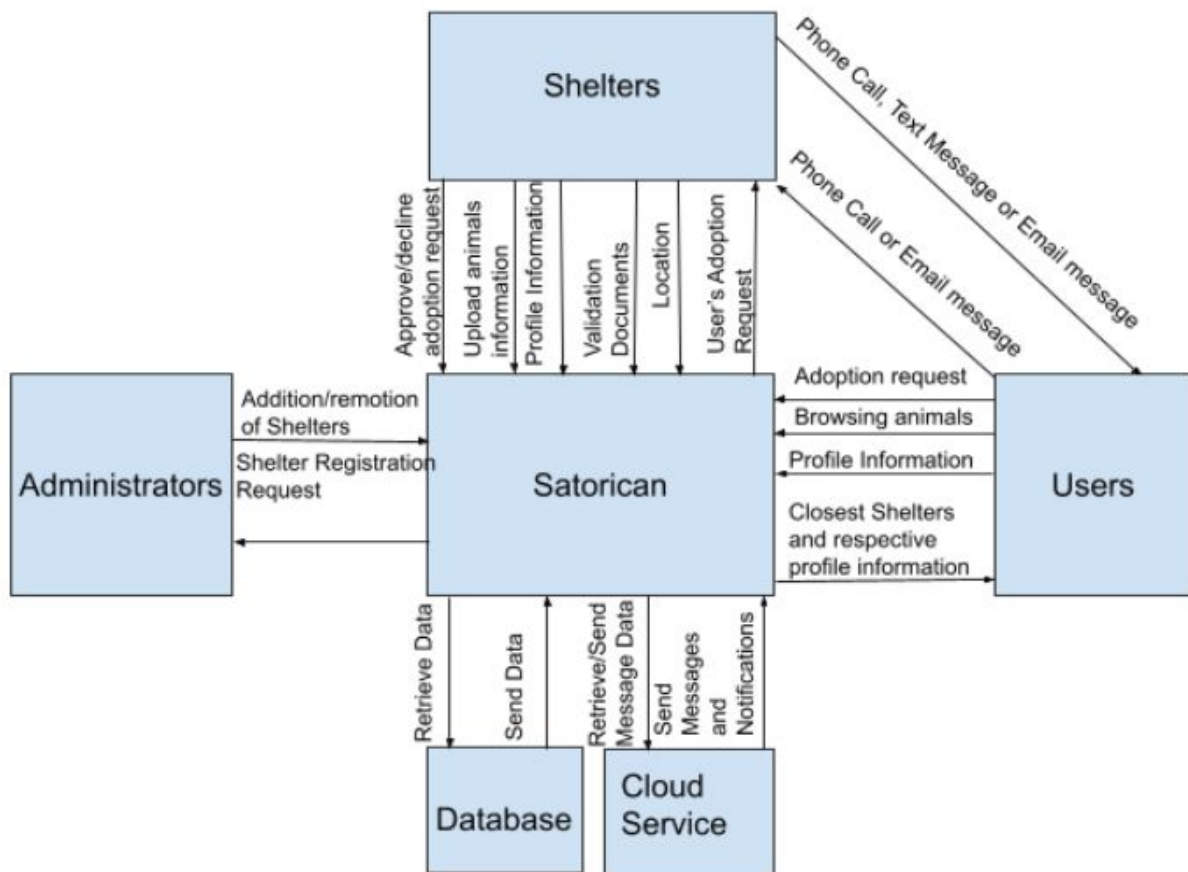 Shelters
Phone Call, Text Message or Email message
Phone Call or Email message
Approve/decline
adoption request
Upload animals
information
Profile Information
Validation
Documents
Location
User's Adoption
Request
Administrators
Addition/remotion
of Shelters
Shelter Registration
Request
Satorican
Adoption request
Browsing animals
Profile Information
Closest Shelters
and respective
profile information
Users
Retrieve Data
Send Data
Retrieve/Send
Message Data
Send
Messages
and
Notifications
Database
Cloud
Service